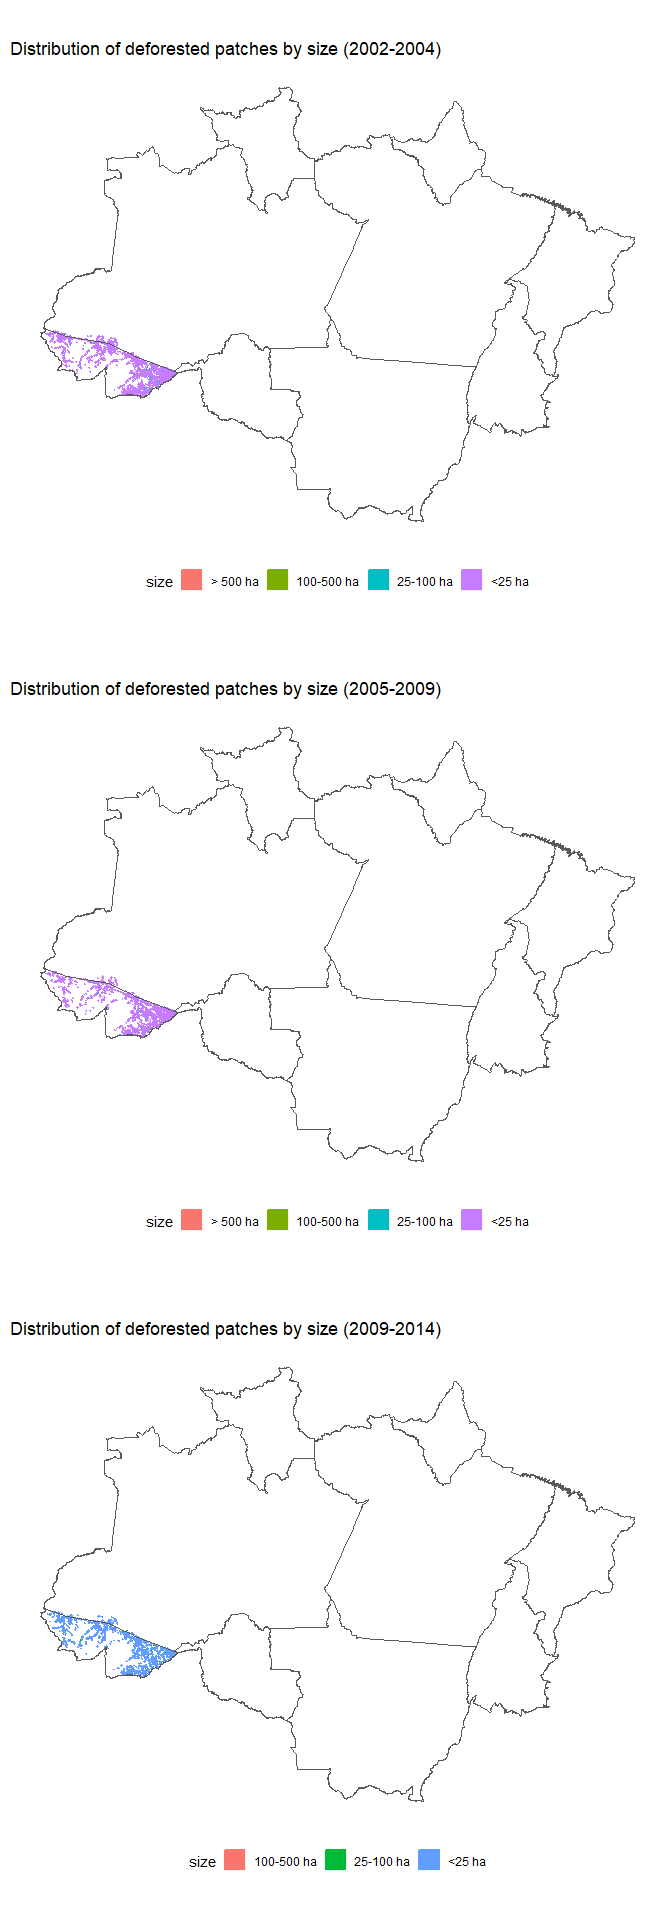 Distribution of deforested patches by size (2002-2004)
size > 500 ha 100-500 ha 25-100 ha <25 ha
Distribution of deforested patches by size (2005-2009)
size > 500 ha 100-500 ha 25-100 ha <25 ha
Distribution of deforested patches by size (2009-2014)
size 100-500 ha 25-100 ha <25 ha